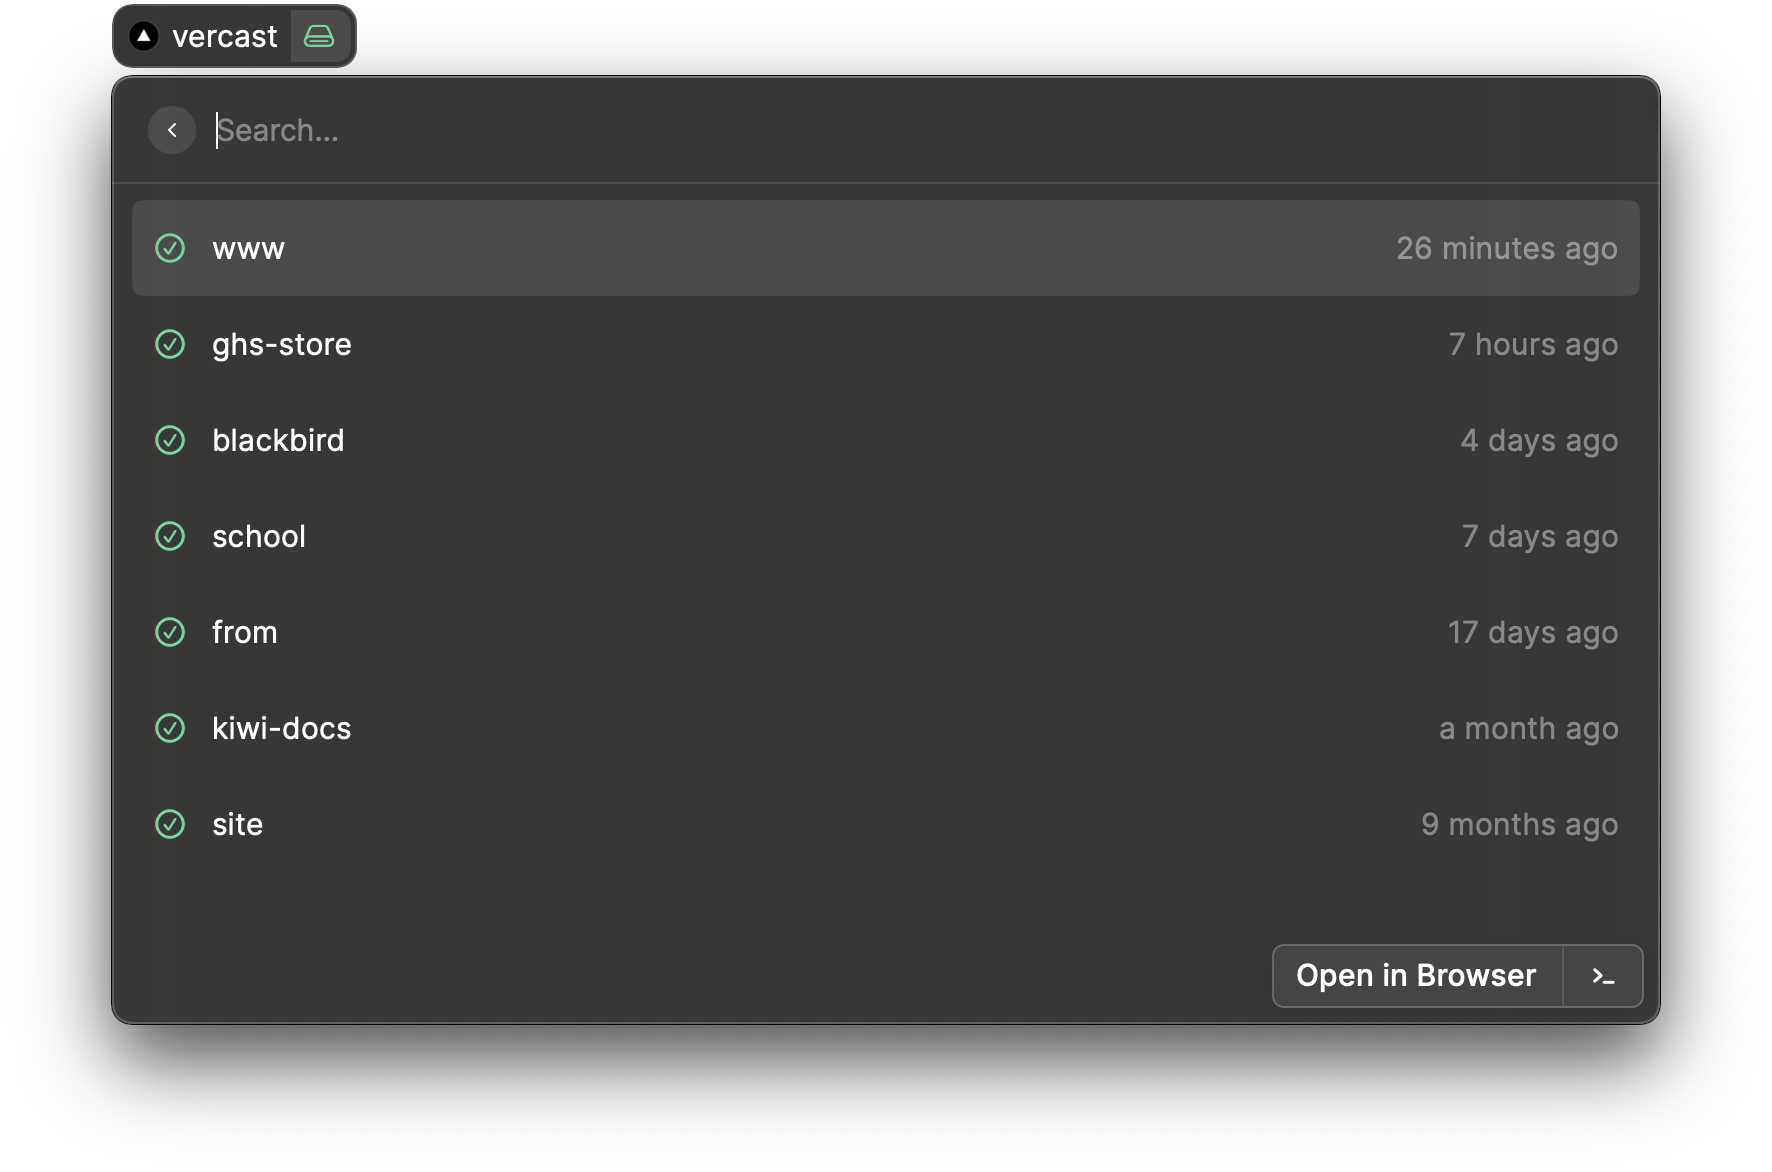 vercast
Search...
www 26 minutes ago
ghs-store 7 hours ago
blackbird 4 days ago
school 7 days ago
from 17 days ago
kiwi-docs a month ago
site 9 months ago
Open in Browser